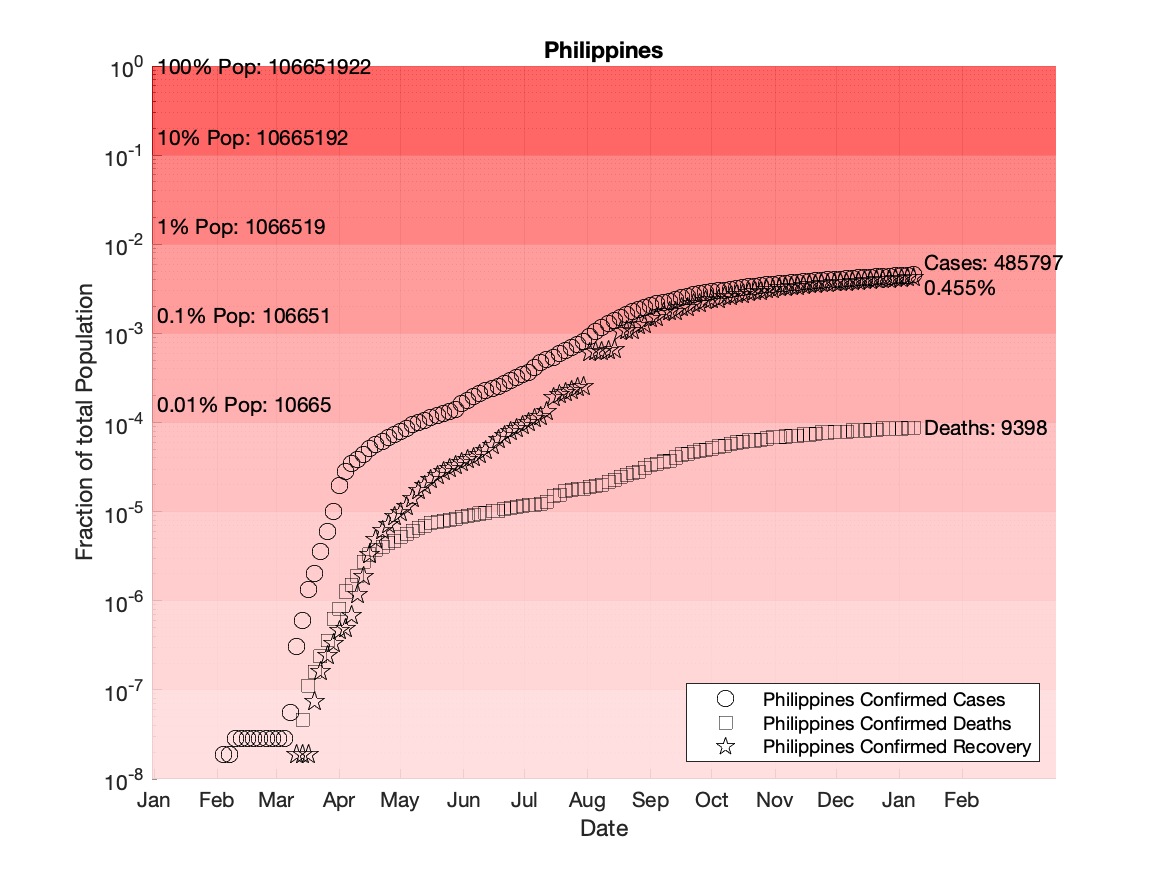 Philippines
10^0
100% Pop: 106651922
10% Pop: 10665192
10^-1
1% Pop: 1066519
10^-2
Cases: 485797
0.455%
0.1% Pop: 106651
10^-3
0.01% Pop: 10665
10^-4
Deaths: 9398
10^-5
10^-6
10^-7
10^-8
Fraction of total Population
Philippines Confirmed Cases
Philippines Confirmed Deaths
Philippines Confirmed Recovery
Jan Feb Mar Apr May Jun Jul Aug Sep Oct Nov Dec Jan Feb
Date